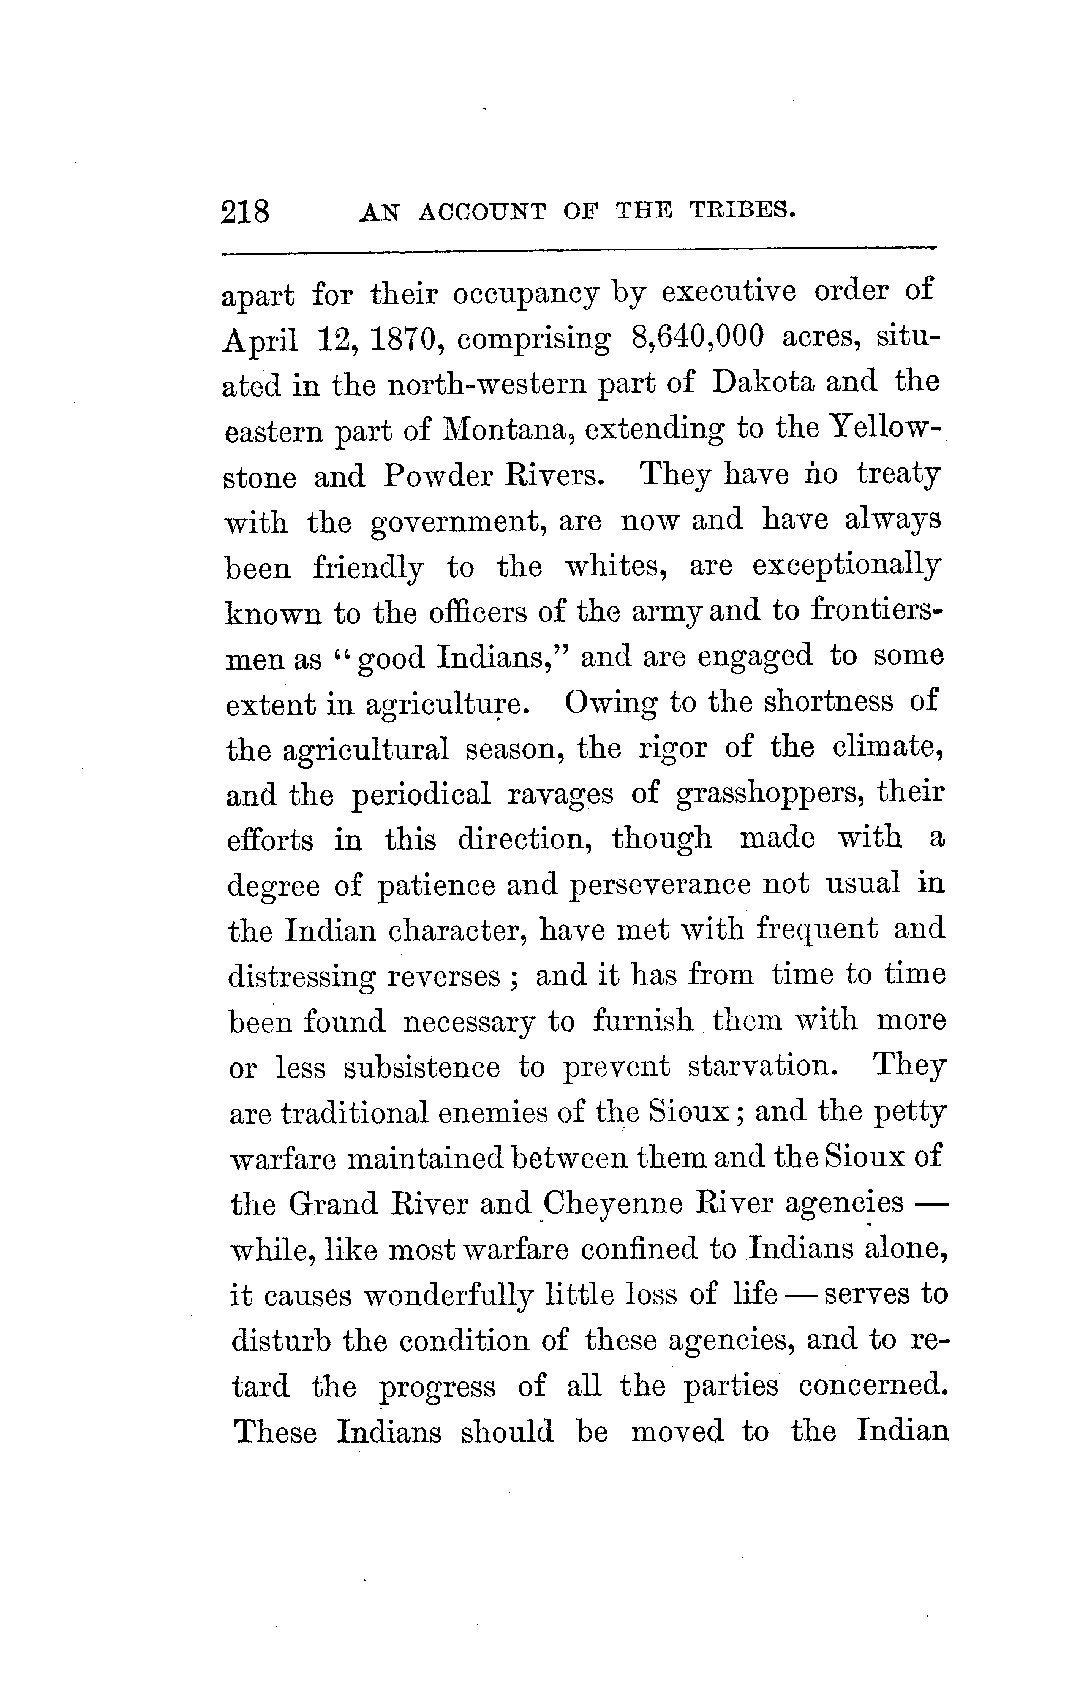 218 AN ACCOUNT OF THE TRIBES.
apart for their occupancy by executive order of
April 12, 1870, comprising 8,640,000 acres, situ-
ated in the north-western part of Dakota and the
eastern part of Montana, extending to the Yellow-
stone and Powder Rivers. They have no treaty
with the government, are now and have always
been friendly to the whites, are exceptionally
known to the officers of the army and to frontiers-
men as “good Indians,” and are engaged to some
extent in agriculture. Owing to the shortness of
the agricultural season, the rigor of the climate,
and the periodical ravages of grasshoppers, their
efforts in this direction, though made with a
degree of patience and perseverance not usual in
the Indian character, have met with frequent and
distressing reverses ; and it has from time to time
been found necessary to furnish them with more
or less subsistence to prevent starvation. They
are traditional enemies of the Sioux ; and the petty
warfare maintained between them and the Sioux of
the Grand River and Cheyenne River agencies —
while, like most warfare confined to Indians alone,
it causes wonderfully little loss of life — serves to
disturb the condition of these agencies, and to re-
tard the progress of all the parties concerned.
These Indians should be moved to the Indian